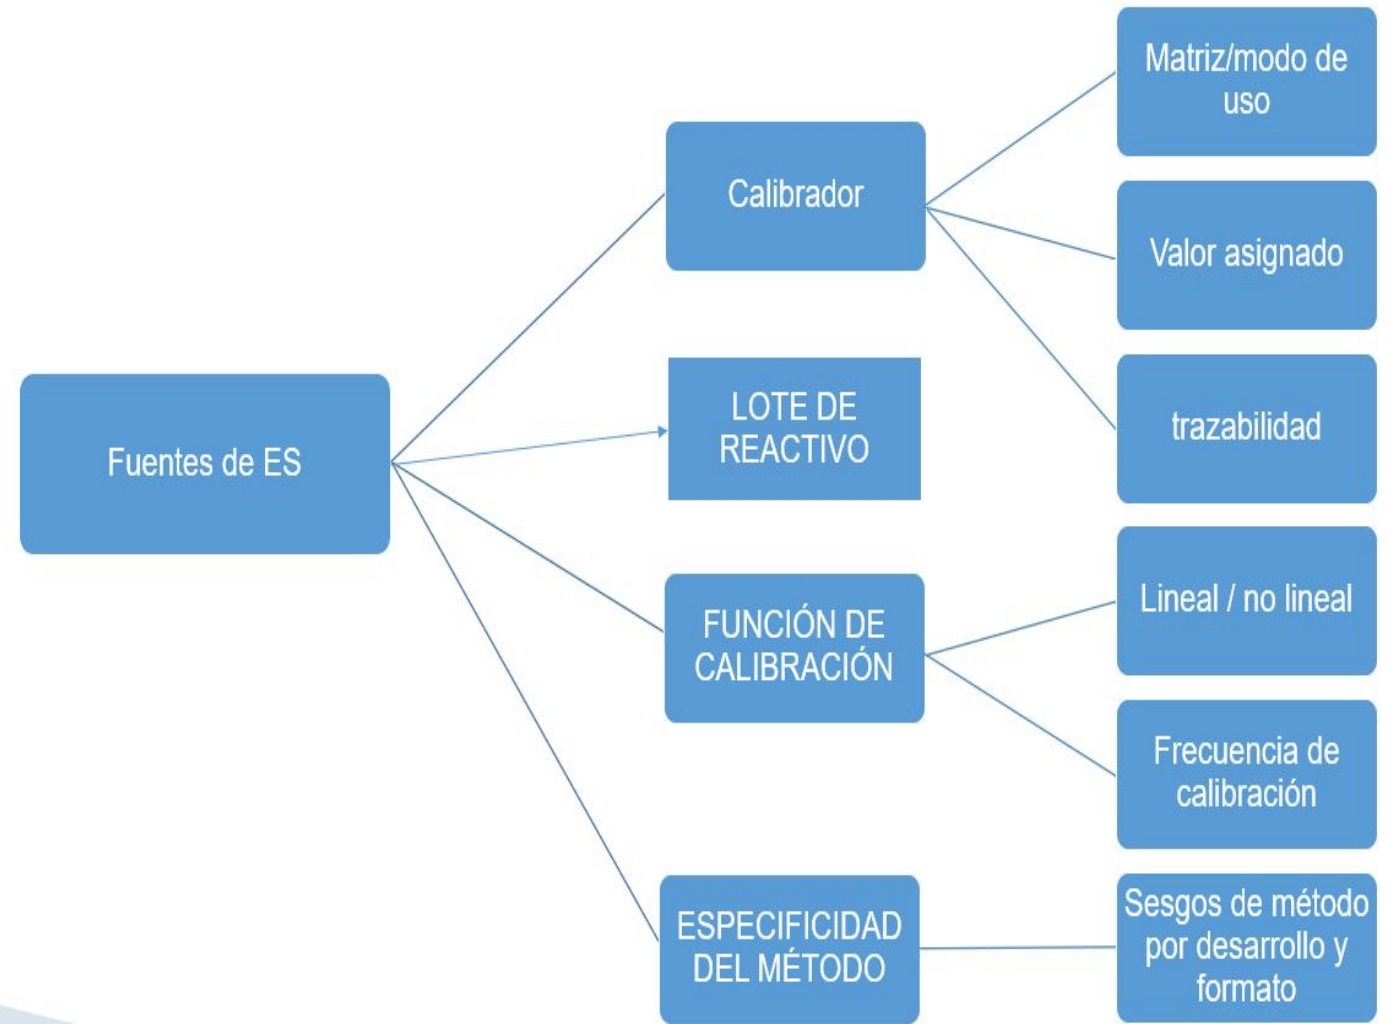 Fuentes de ES
Calibrador
Matriz/modo de
uso
Valor asignado
trazabilidad
LOTE DE
REACTIVO
FUNCIÓN DE
CALIBRACIÓN
Lineal / no lineal
Frecuencia de
calibración
ESPECIFICIDAD
DEL MÉTODO
Sesgos de método
por desarrollo y
formato